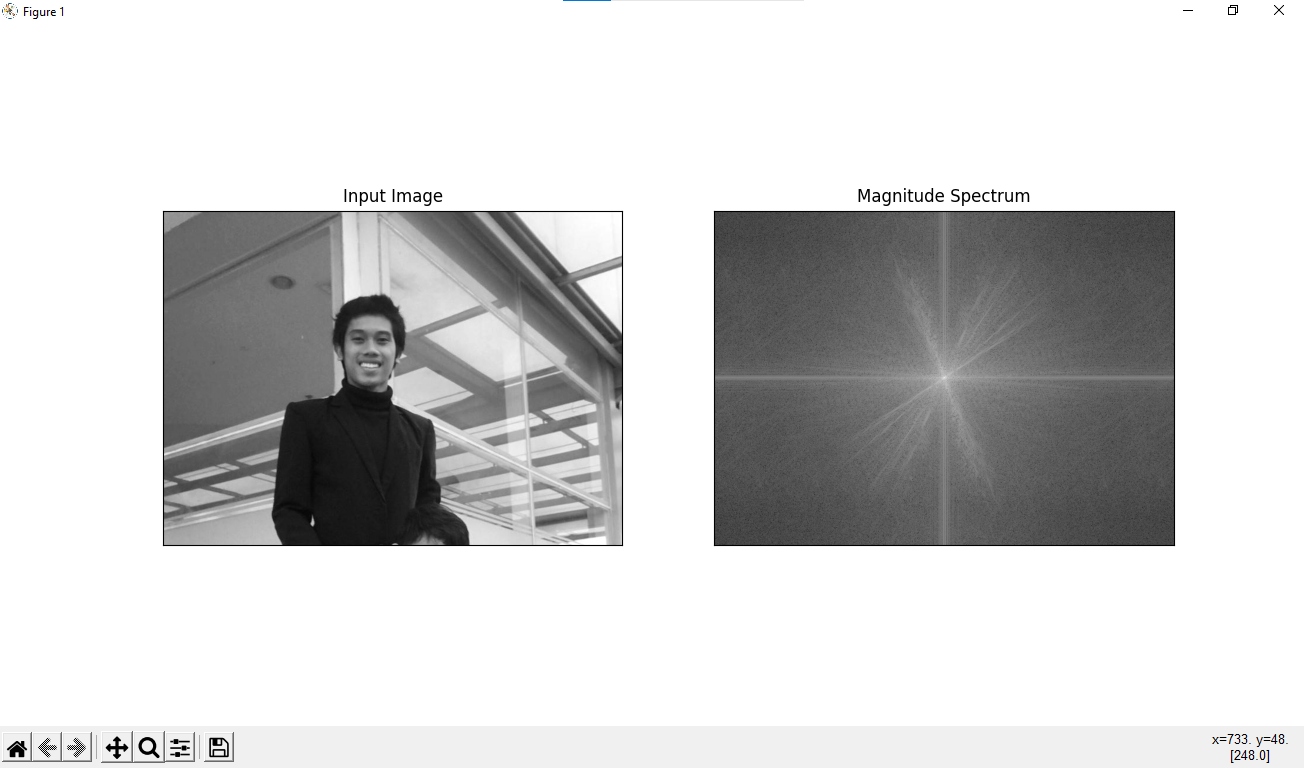 Figure 1
Input Image
Magnitude Spectrum
x=733. y=48.
[248.0]